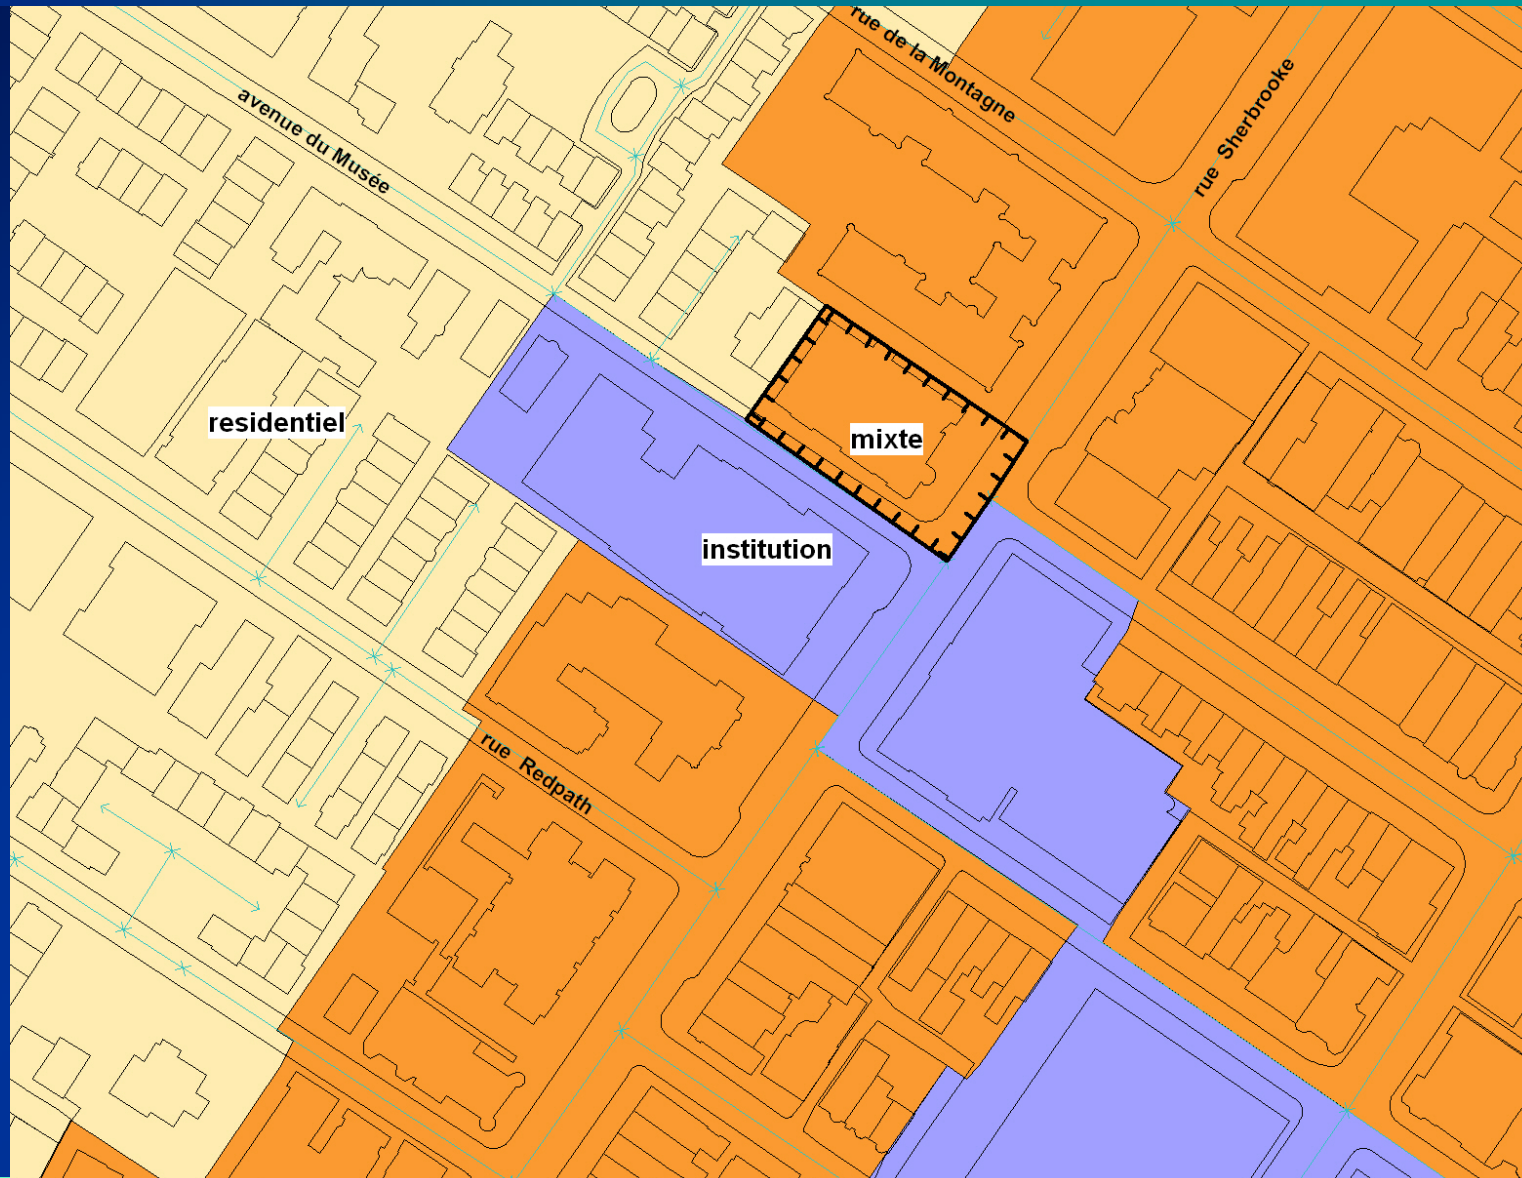 rue de la Montagne
rue Sherbrooke
avenue du Musée
residentiel
mixte
institution
rue Redpath